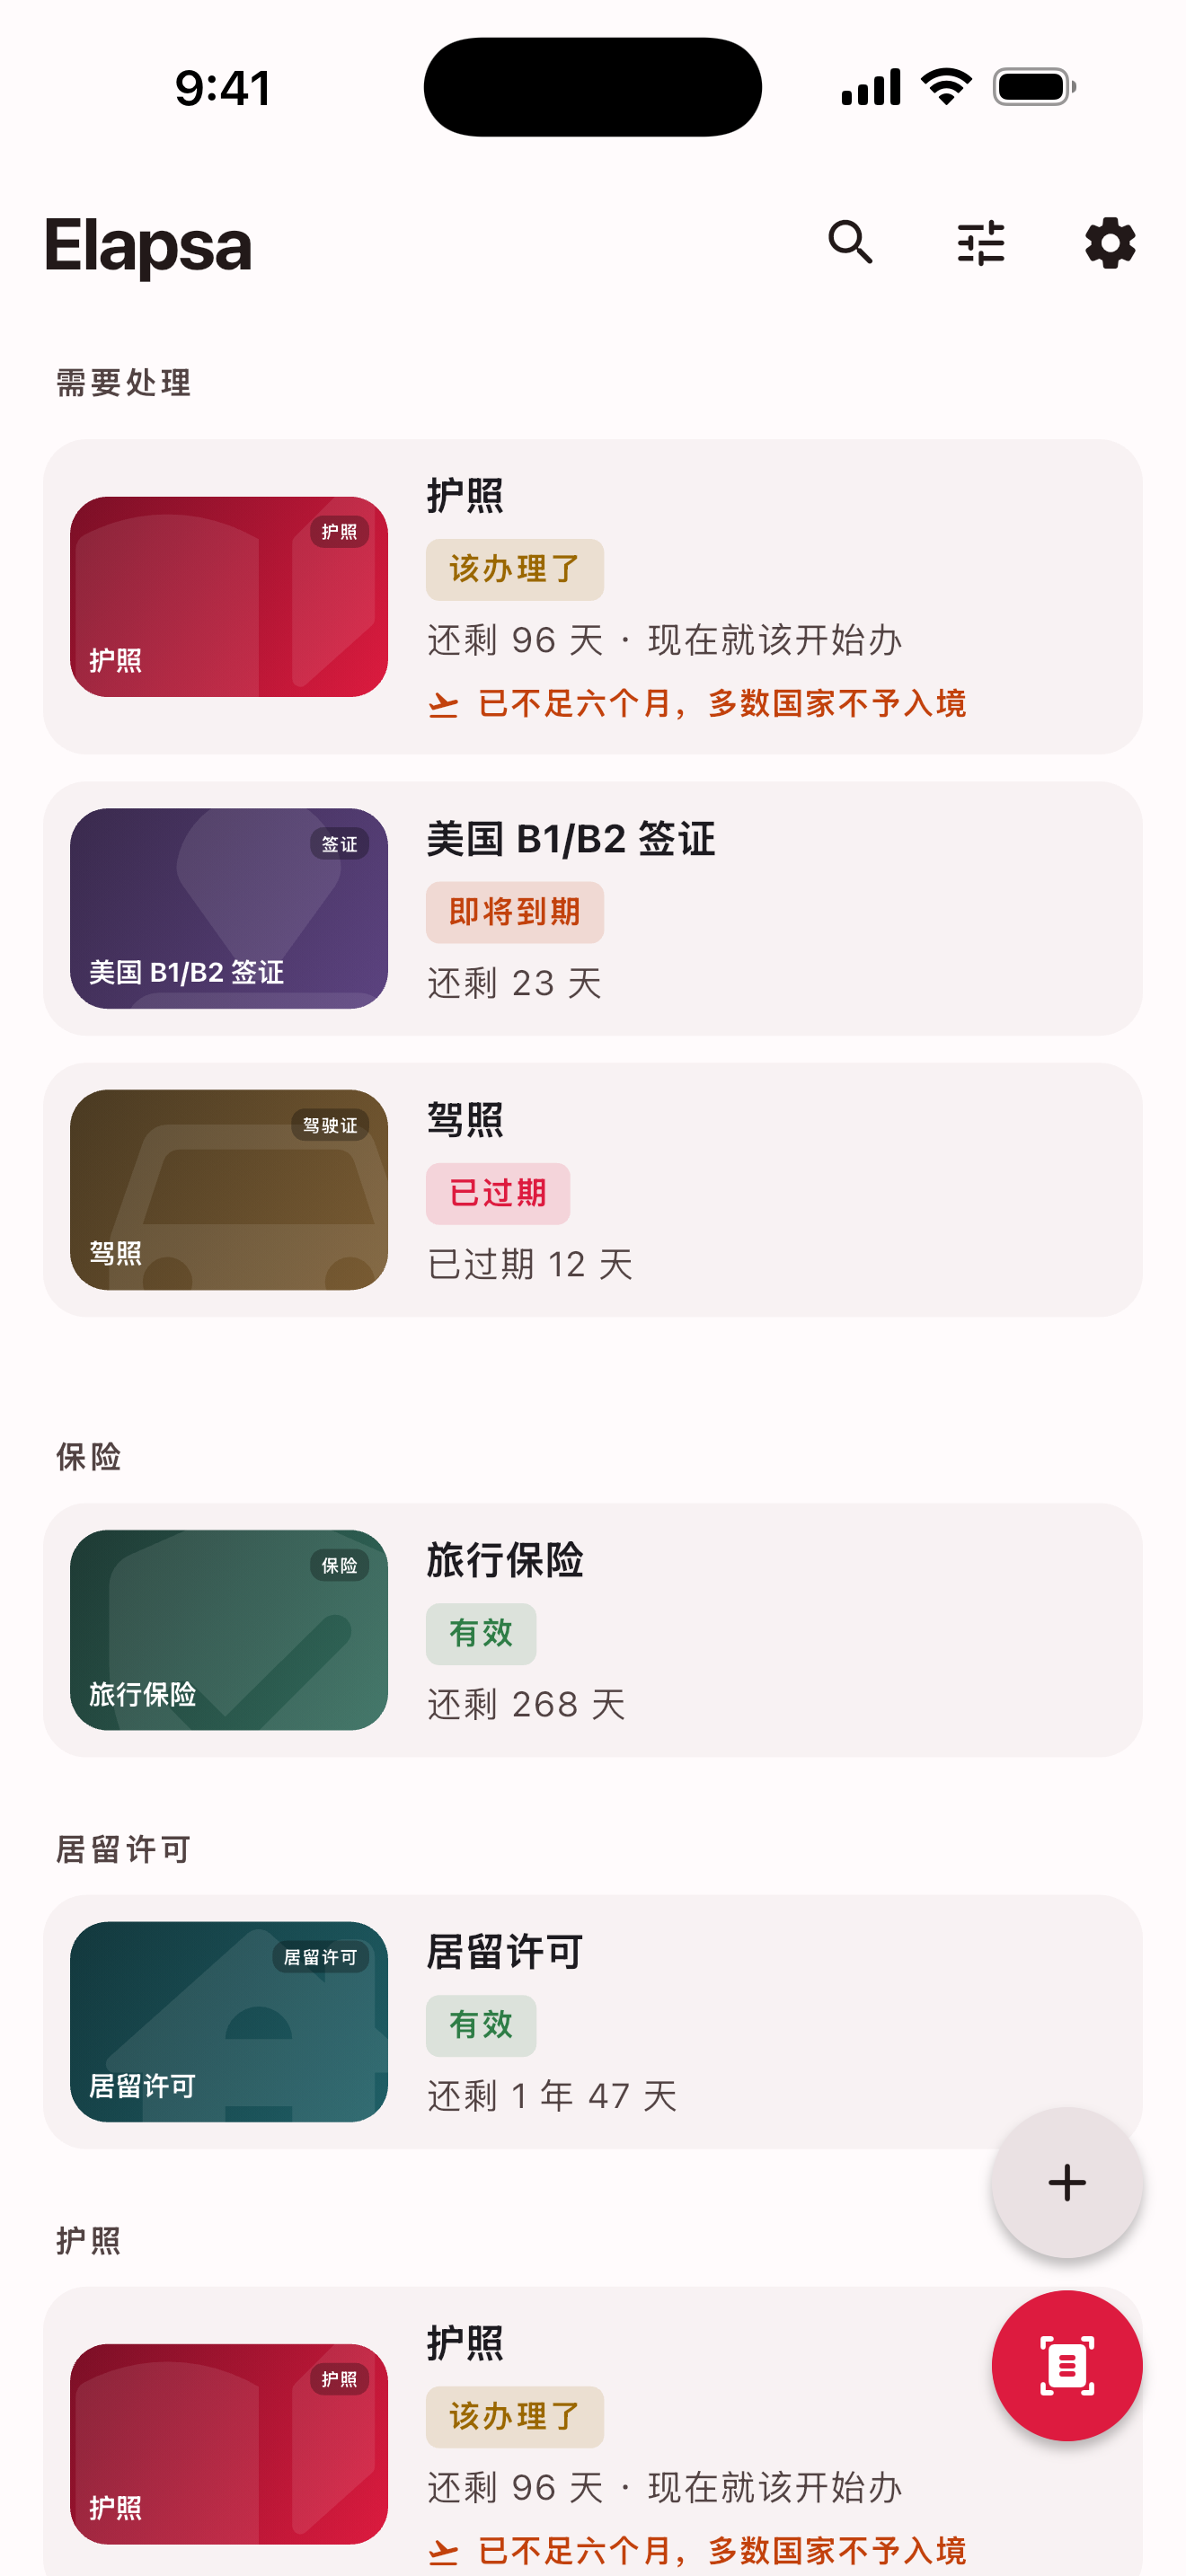 9:41
Elapsa
需要处理
护照
护照
护照
该办理了
还剩 96 天 · 现在就该开始办
已不足六个月，多数国家不予入境
签证
美国 B1/B2 签证
美国 B1/B2 签证
即将到期
还剩 23 天
驾驶证
驾照
驾照
已过期
已过期 12 天
保险
保险
旅行保险
旅行保险
有效
还剩 268 天
居留许可
居留许可
居留许可
居留许可
有效
还剩 1 年 47 天
护照
护照
护照
护照
该办理了
还剩 96 天 · 现在就该开始办
已不足六个月，多数国家不予入境